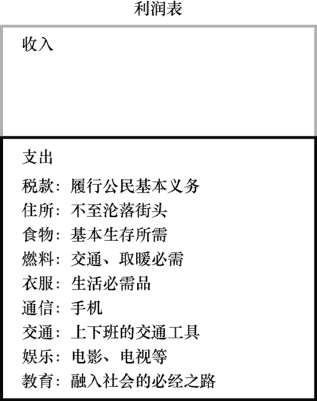 利润表
收入
支出
税款：履行公民基本义务
住所：不至沦落街头
食物：基本生存所需
燃料：交通、取暖必需
衣服：生活必需品
通信：手机
交通：上下班的交通工具
娱乐：电影、电视等
教育：融入社会的必经之路